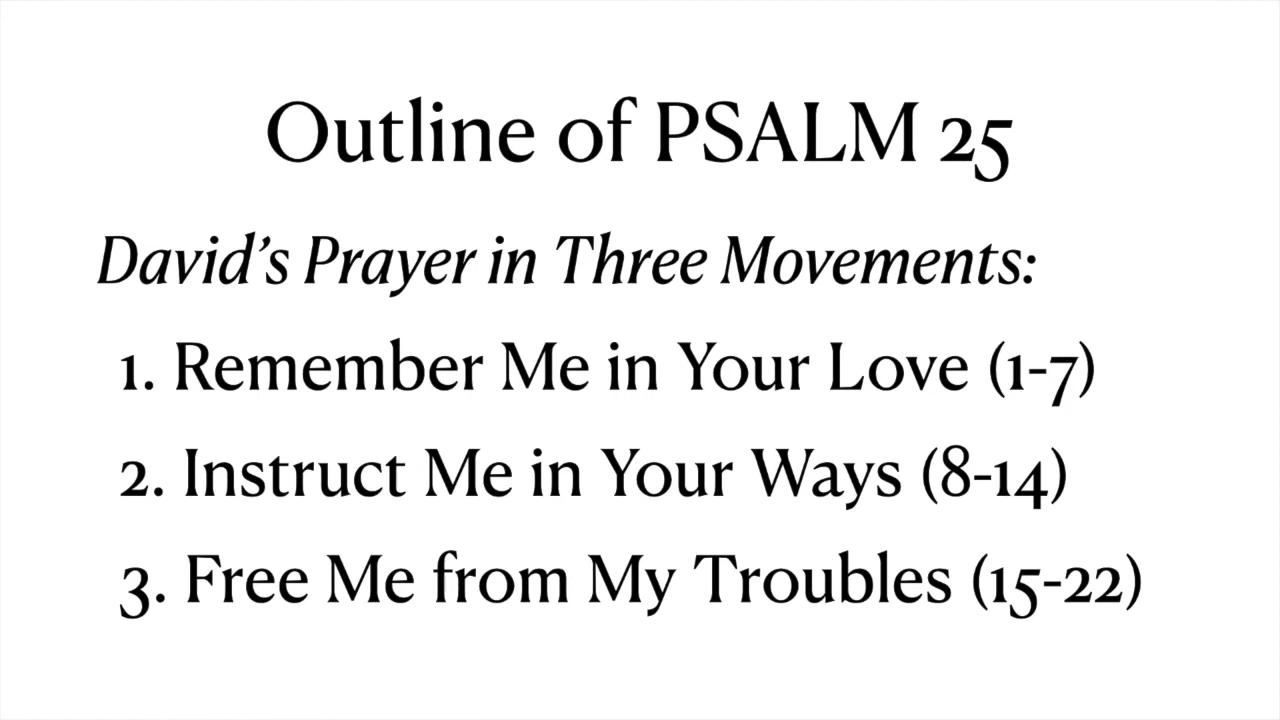 Outline of PSALM 25
David’s Prayer in Three Movements:
1. Remember Me in Your Love (1-7)
2. Instruct Me in Your Ways (8-14)
3. Free Me from My Troubles (15-22)